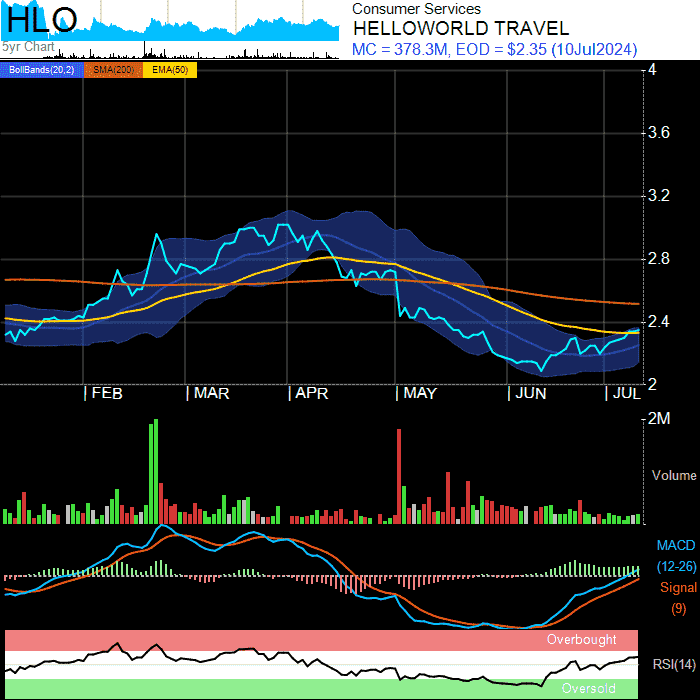 HLO
5yr Chart
Consumer Services
HELLOWORLD TRAVEL
MC = 378.3M, EOD = $2.35 (10Jul2024)
BollBands(20,2) SMA(200) EMA(50)
4
3.6
3.2
2.8
2.4
2
FEB MAR APR MAY JUN JUL
2M
Volume
MACD
(12-26)
Signal
(9)
Overbought
RSI(14)
Oversold